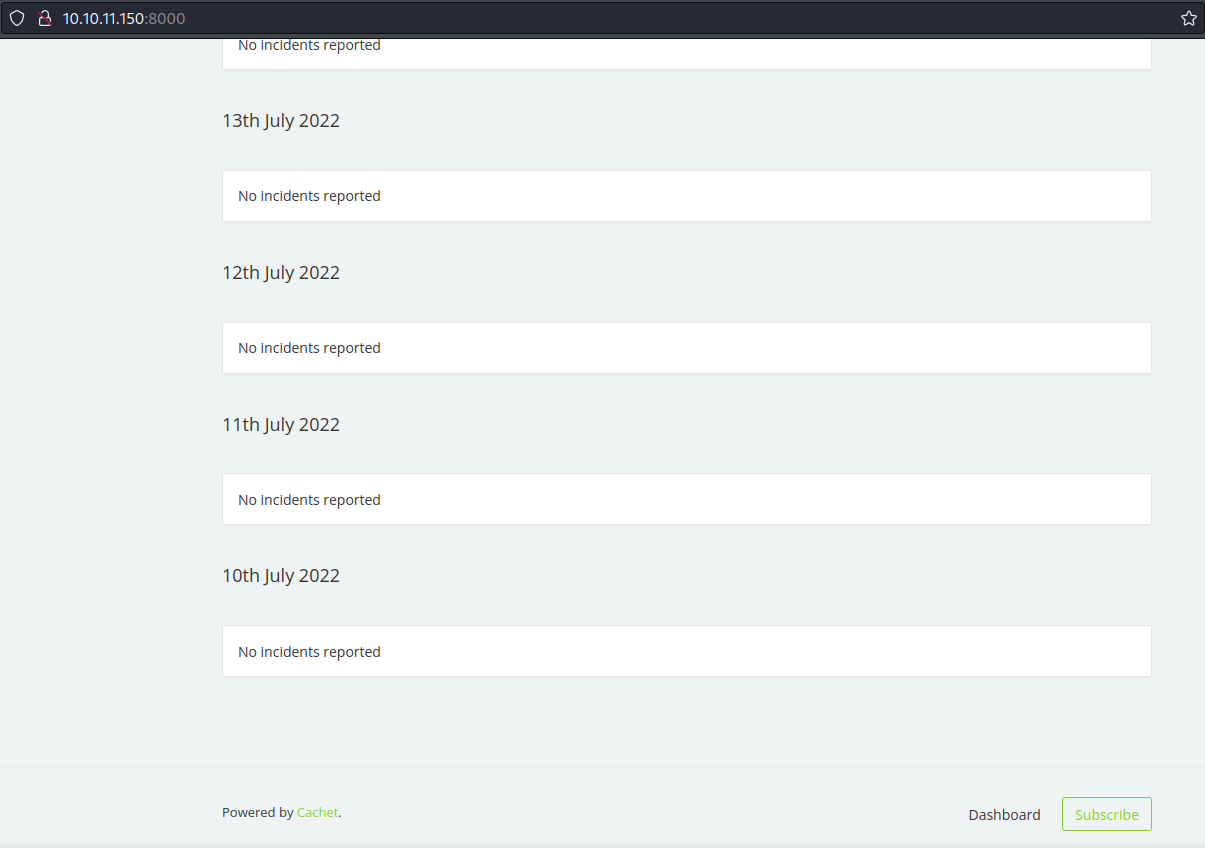 10.10.11.150:8000
No incidents reported
13th July 2022
No incidents reported
12th July 2022
No incidents reported
11th July 2022
No incidents reported
10th July 2022
No incidents reported
Powered by Cachet. Dashboard Subscribe